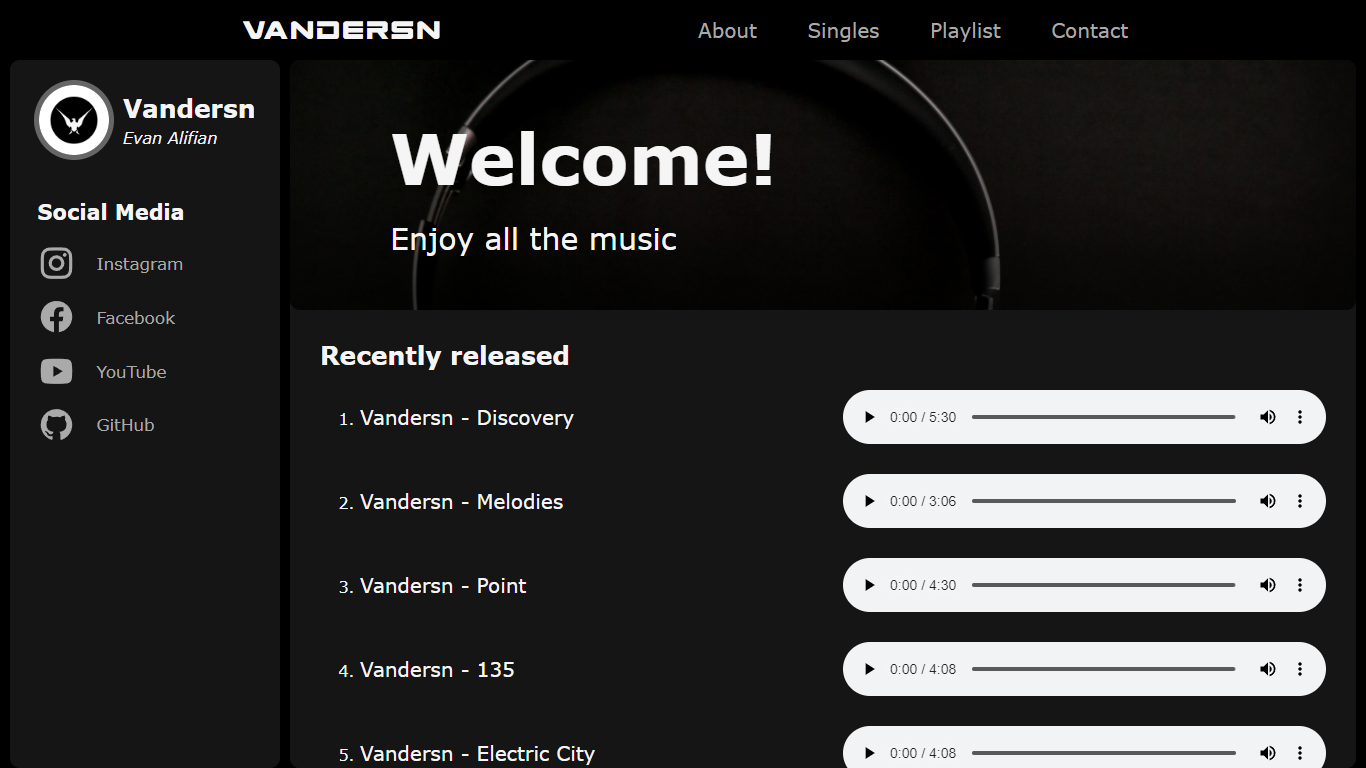 VANDERSN
About
Singles
Playlist
Contact
Vandersn
Evan Alifian
Social Media
Instagram
Facebook
YouTube
GitHub
Welcome!
Enjoy all the music
Recently released
1. Vandersn - Discovery
0:00 / 5:30
2. Vandersn - Melodies
0:00 / 3:06
3. Vandersn - Point
0:00 / 4:30
4. Vandersn - 135
0:00 / 4:08
5. Vandersn - Electric City
0:00 / 4:08